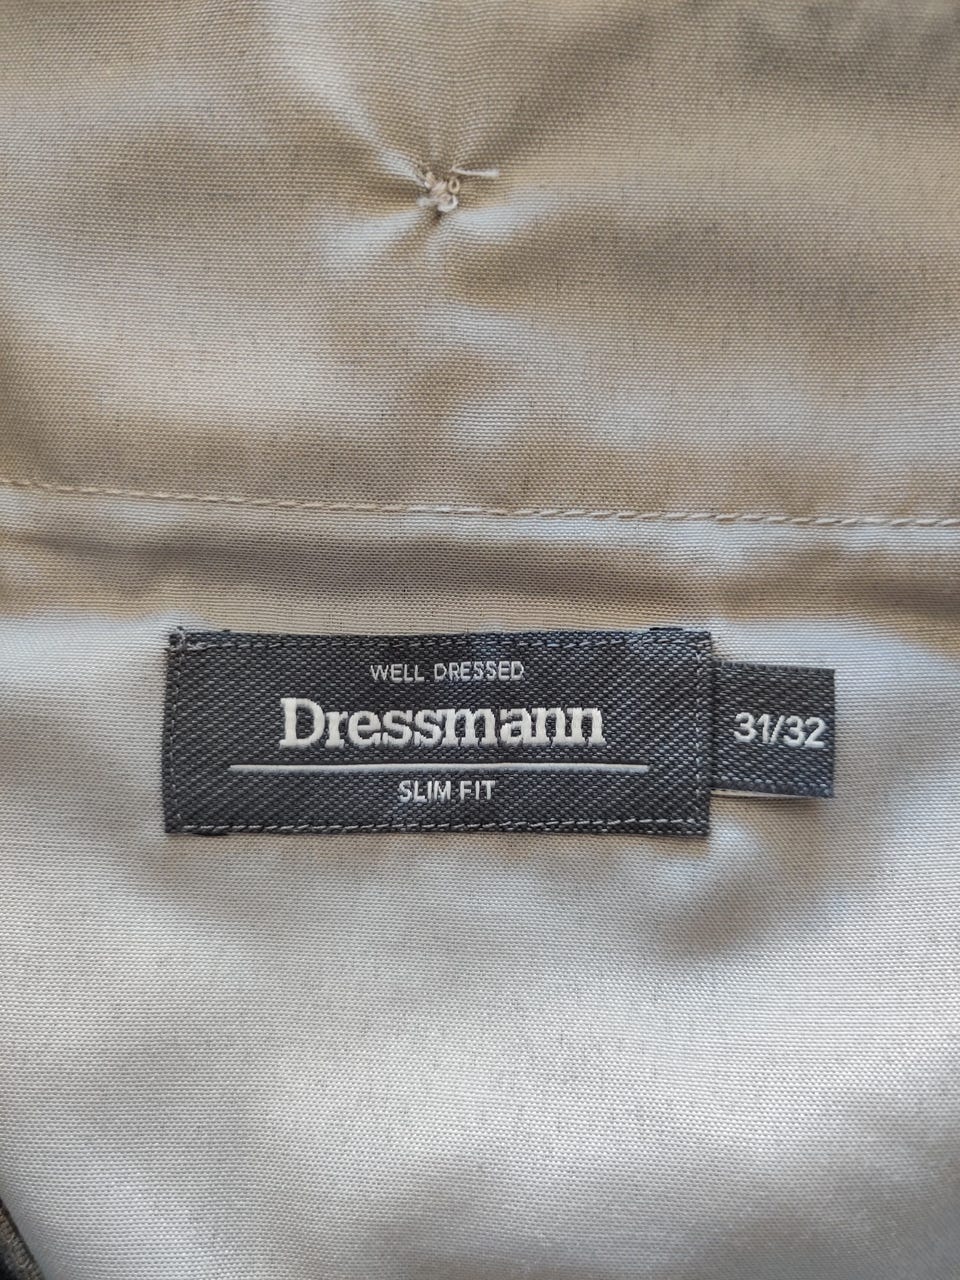 WELL DRESSED
Dressmann
SLIM FIT
31/32